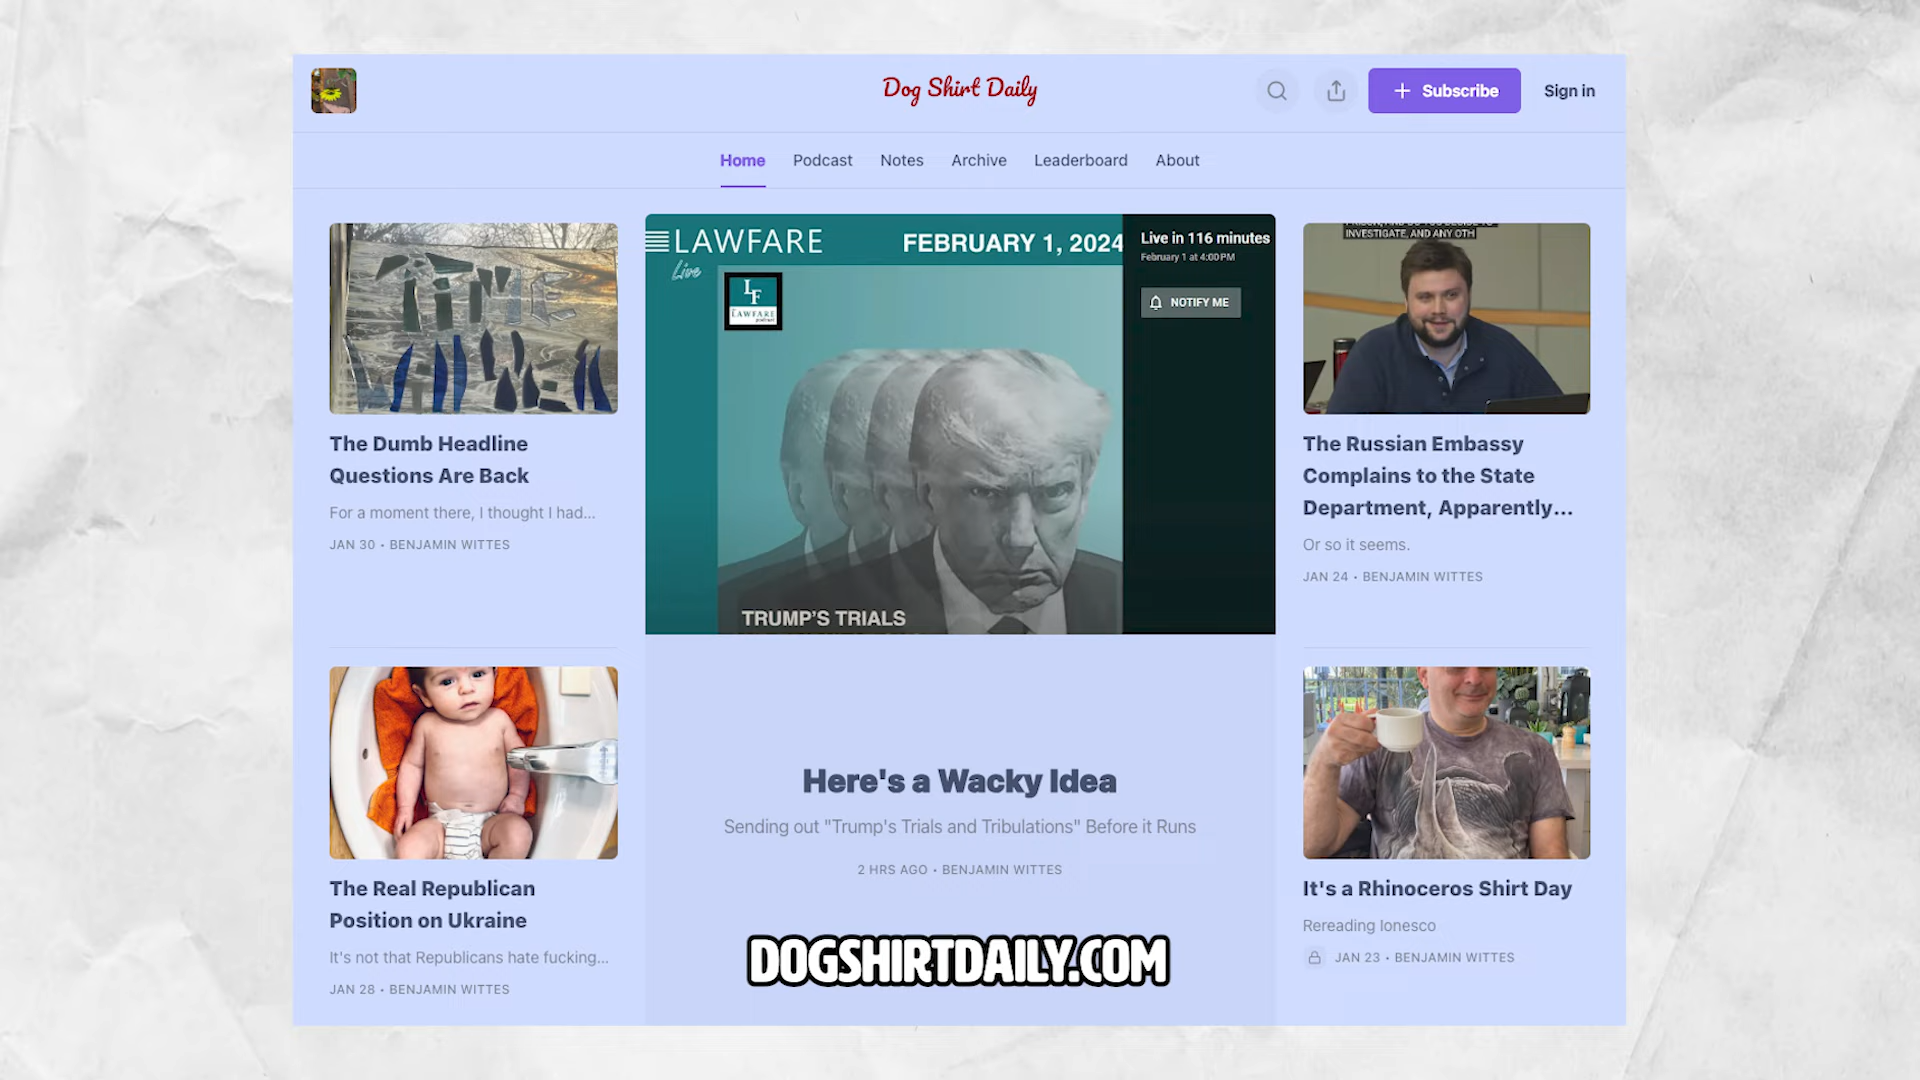 Dog Shirt Daily
Subscribe
Sign in
Home
Podcast
Notes
Archive
Leaderboard
About
TIME
The Dumb Headline
Questions Are Back
For a moment there, I thought I had...
JAN 30 • BENJAMIN WITTES
The Real Republican
Position on Ukraine
It's not that Republicans hate fucking...
JAN 28 • BENJAMIN WITTES
LAWFARE
Live
FEBRUARY 1, 2024
LF
LAWFARE
podcast
Live in 116 minutes
February 1 at 4:00 PM
NOTIFY ME
TRUMP'S TRIALS
Here's a Wacky Idea
Sending out "Trump's Trials and Tribulations" Before it Runs
2 HRS AGO • BENJAMIN WITTES
DOGSHIRTDAILY.COM
INVESTIGATE, AND ANY OTH
The Russian Embassy
Complains to the State
Department, Apparently...
Or so it seems.
JAN 24 • BENJAMIN WITTES
It's a Rhinoceros Shirt Day
Rereading Ionesco
JAN 23 • BENJAMIN WITTES